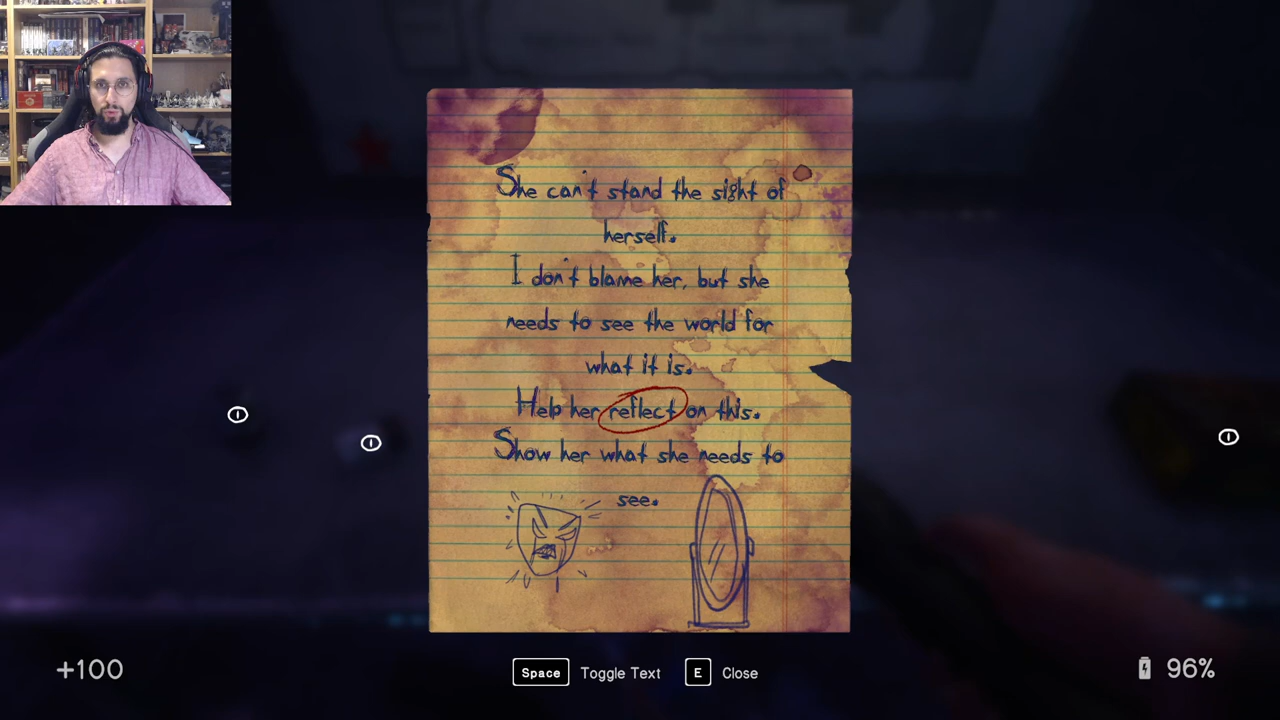 She can't stand the sight of
herself.
I don't blame her, but she
needs to see the world for
what it is.
Help her reflect on this.
Show her what she needs to
see.
+100
Space Toggle Text E Close
96%